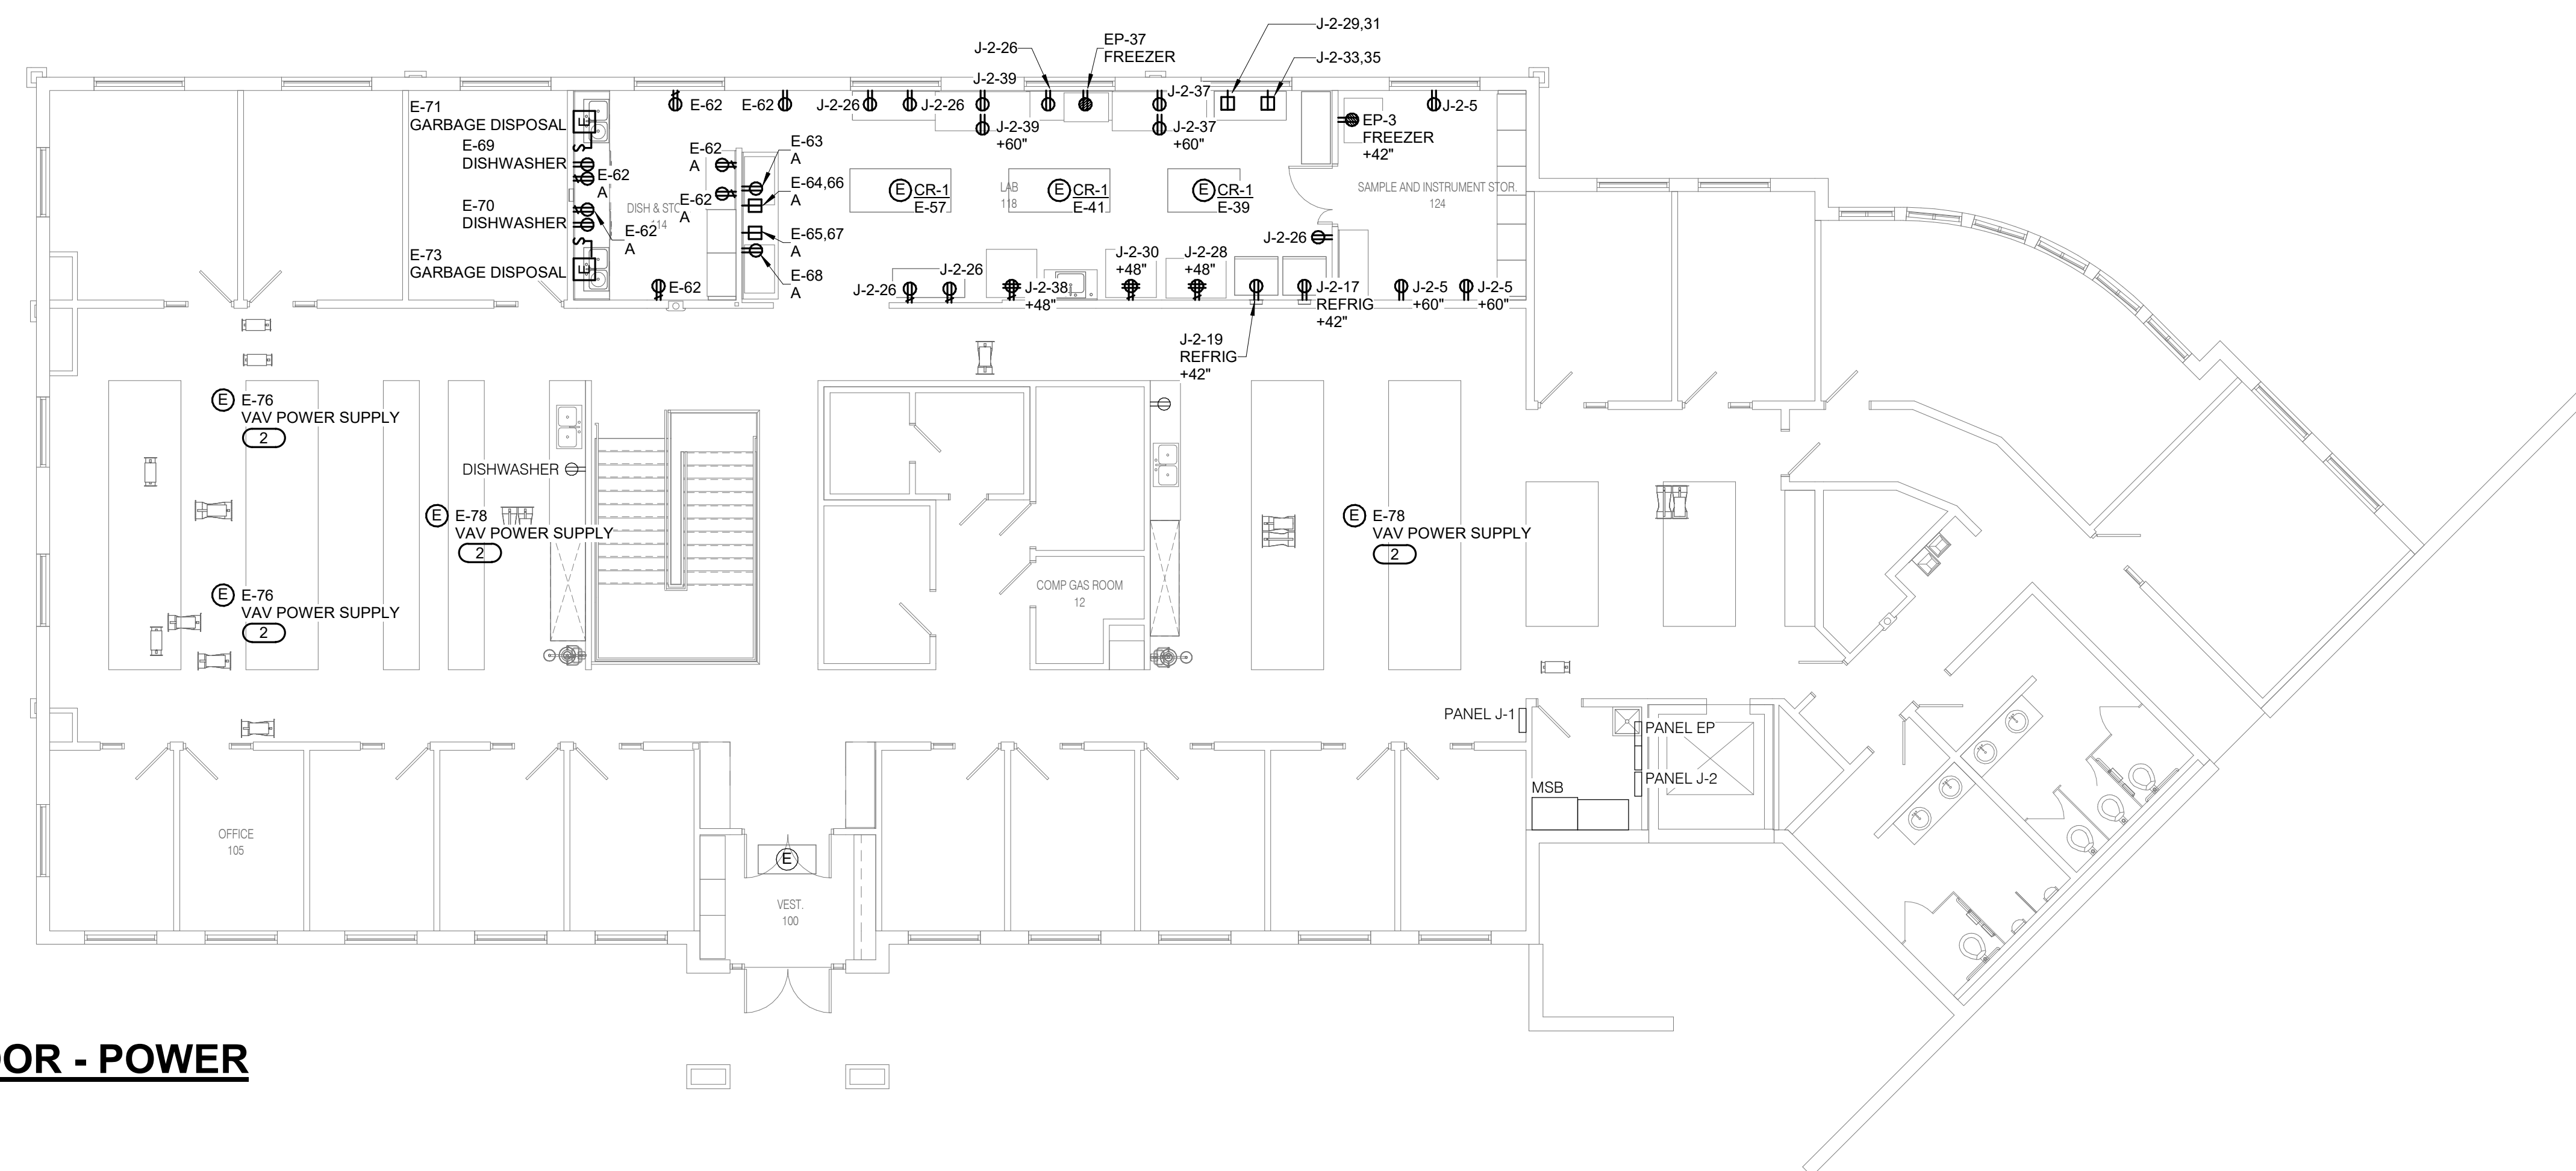 J-2-29,31
J-2-26
EP-37
FREEZER
J-2-33,35
J-2-39
J-2-37
E-71
GARBAGE DISPOSAL
E-62
E-62
J-2-26
J-2-26
J-2-5
EP-3
FREEZER
+42"
J-2-39
+60"
J-2-37
+60"
E-69
DISHWASHER
E-62
A
E-63
A
E-62
A
E-64,66
A
E CR-1
E-57
LAB
118
E CR-1
E-41
E CR-1
E-39
SAMPLE AND INSTRUMENT STOR.
124
E-70
DISHWASHER
E-62
A
DISH & STO
114
E-62
A
E-65,67
A
J-2-26
E-73
GARBAGE DISPOSAL
E
E
E-68
A
J-2-30
+48"
J-2-28
+48"
J-2-26
J-2-26
E-62
J-2-38
+48"
J-2-17
REFRIG
+42"
J-2-5
+60"
J-2-5
+60"
J-2-19
REFRIG
+42"
E E-76
VAV POWER SUPPLY
2
DISHWASHER
E E-78
VAV POWER SUPPLY
2
E E-78
VAV POWER SUPPLY
2
COMP GAS ROOM
12
E E-76
VAV POWER SUPPLY
2
PANEL J-1
PANEL EP
PANEL J-2
MSB
OFFICE
105
E
VEST.
100
OOR - POWER